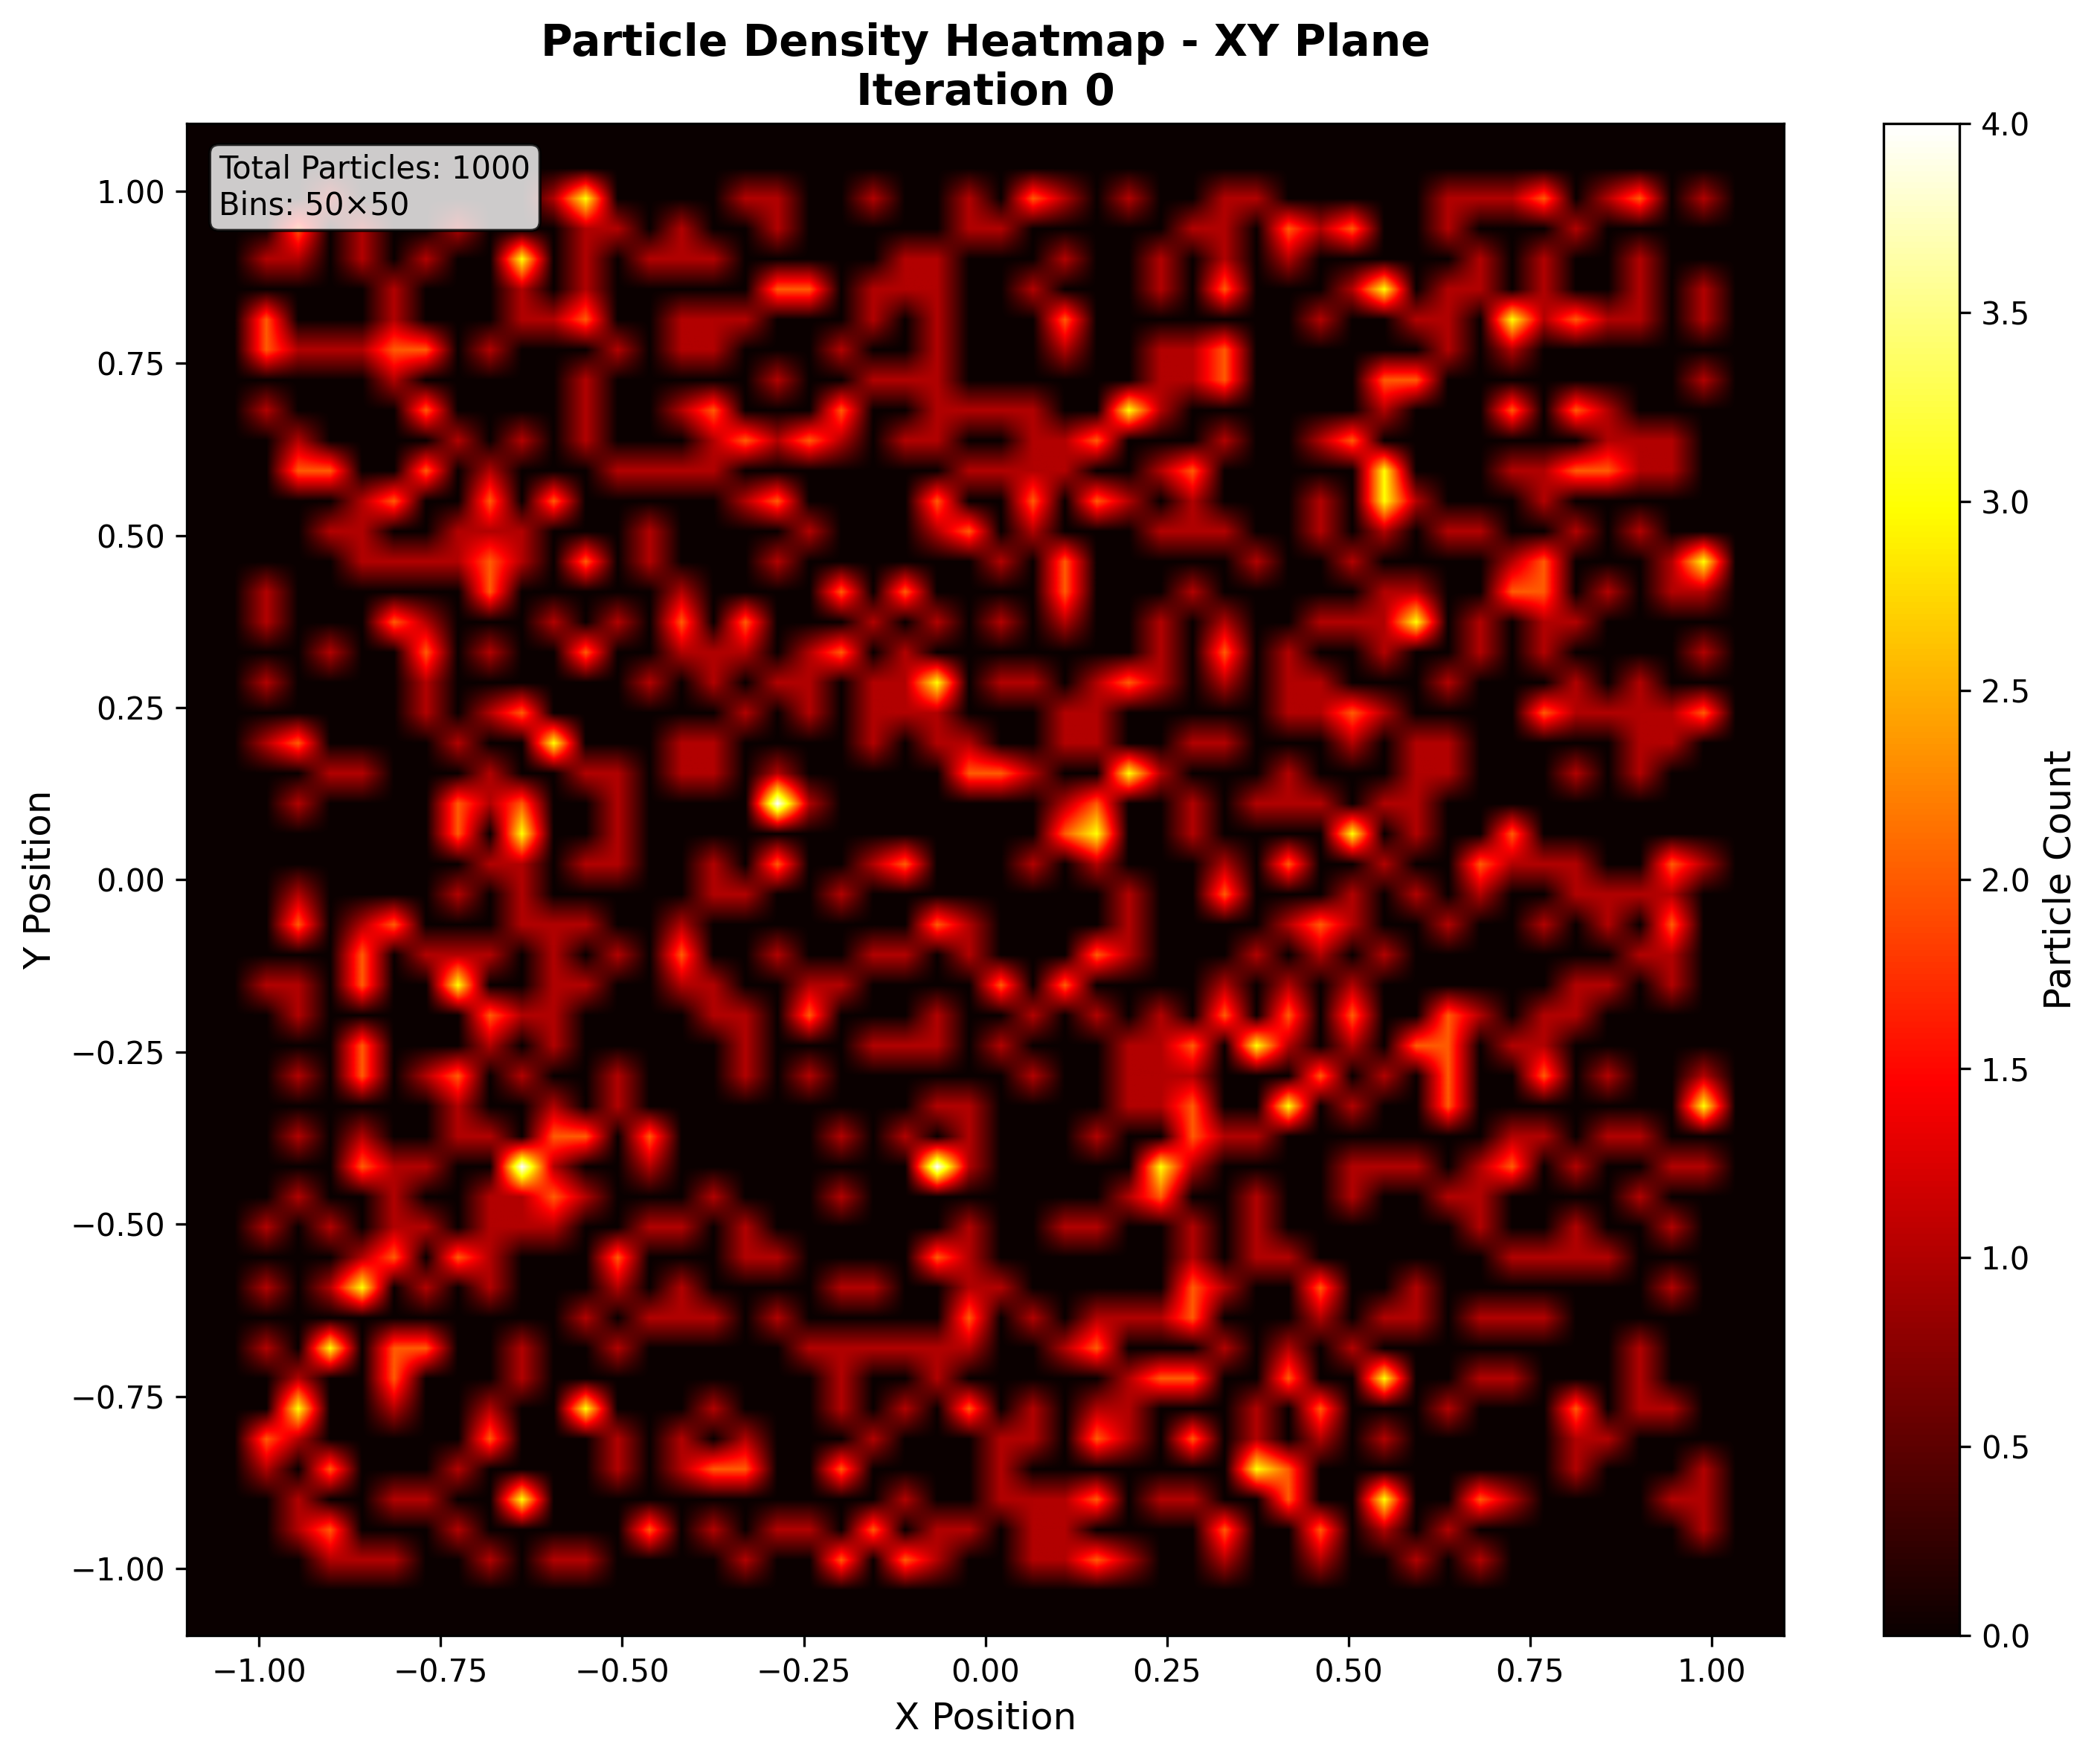 Particle Density Heatmap - XY Plane
Iteration 0
Total Particles: 1000
Bins: 50×50
1.00
0.75
0.50
0.25
0.00
−0.25
−0.50
−0.75
−1.00
Y Position
−1.00 −0.75 −0.50 −0.25 0.00 0.25 0.50 0.75 1.00
X Position
4.0
3.5
3.0
2.5
2.0
1.5
1.0
0.5
0.0
Particle Count